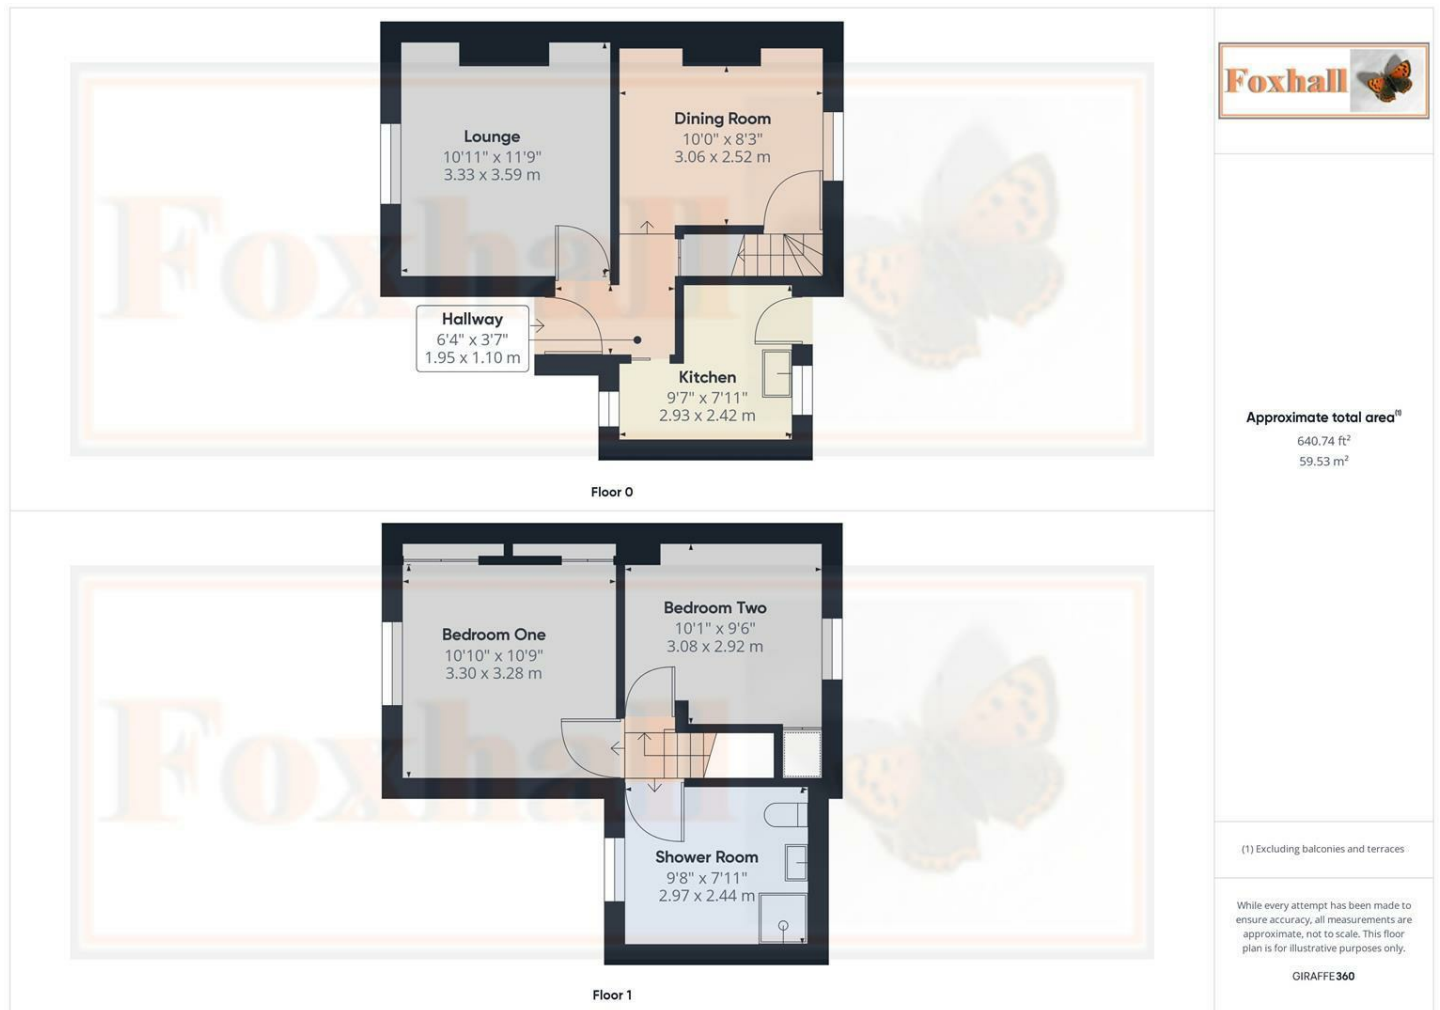 Lounge
10'11" x 11'9"
3.33 x 3.59 m
Dining Room
10'0" x 8'3"
3.06 x 2.52 m
Hallway
6'4" x 3'7"
1.95 x 1.10 m
Kitchen
9'7" x 7'11"
2.93 x 2.42 m
Foxhall
Floor 0
Bedroom One
10'10" x 10'9"
3.30 x 3.28 m
Bedroom Two
10'1" x 9'6"
3.08 x 2.92 m
Shower Room
9'8" x 7'11"
2.97 x 2.44 m
Foxhall
Floor 1
Foxhall
Approximate total area(1)
640.74 ft²
59.53 m²
(1) Excluding balconies and terraces
While every attempt has been made to
ensure accuracy, all measurements are
approximate, not to scale. This floor
plan is for illustrative purposes only.
GIRAFFE360